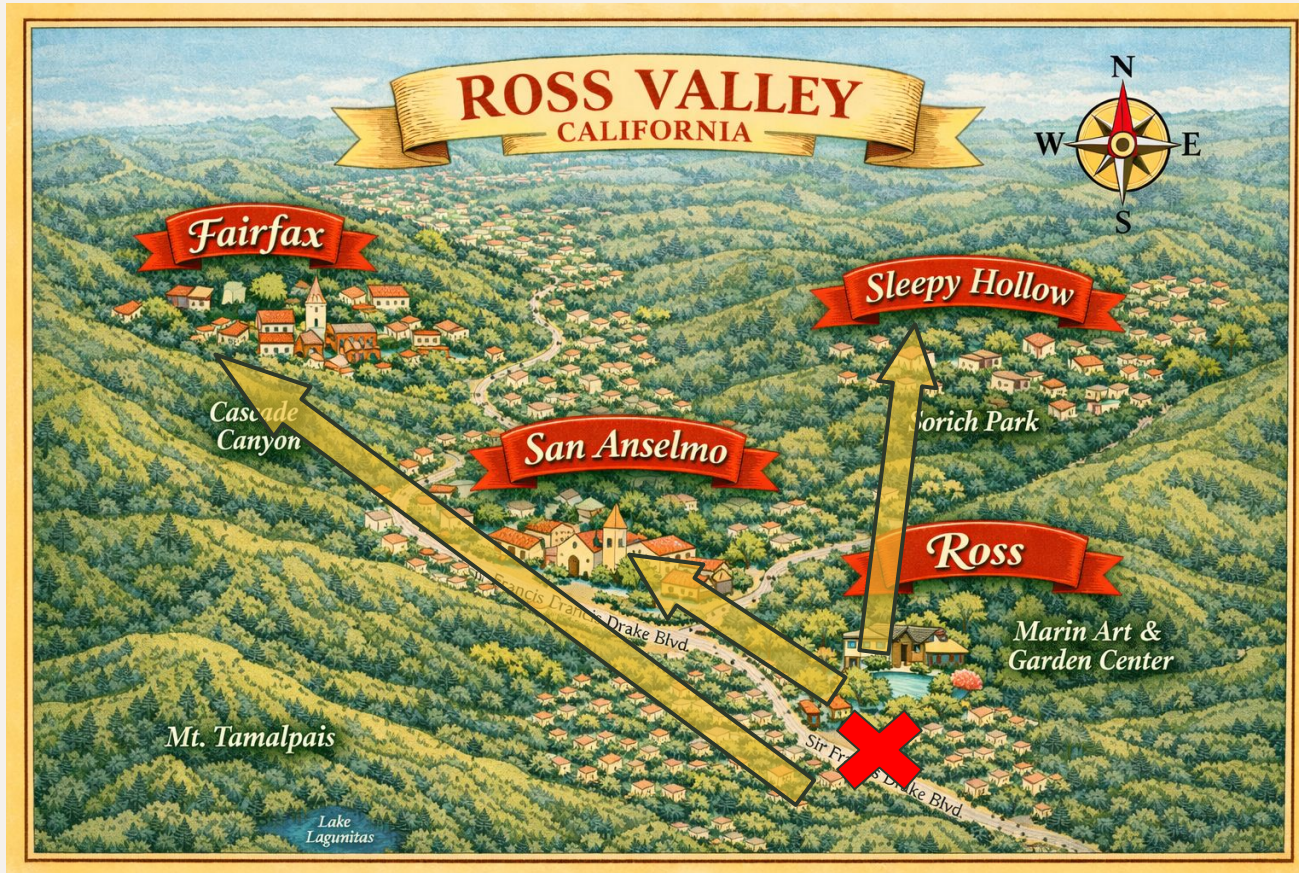 ROSS VALLEY
CALIFORNIA
N
W E
S
Fairfax
Sleepy Hollow
Cascade
Canyon
Sorich Park
San Anselmo
Ross
Francis Drancis Drake Blvd.
Marin Art &
Garden Center
Mt. Tamalpais
Sir Francis Drake Blvd.
Lake
Lagunitas